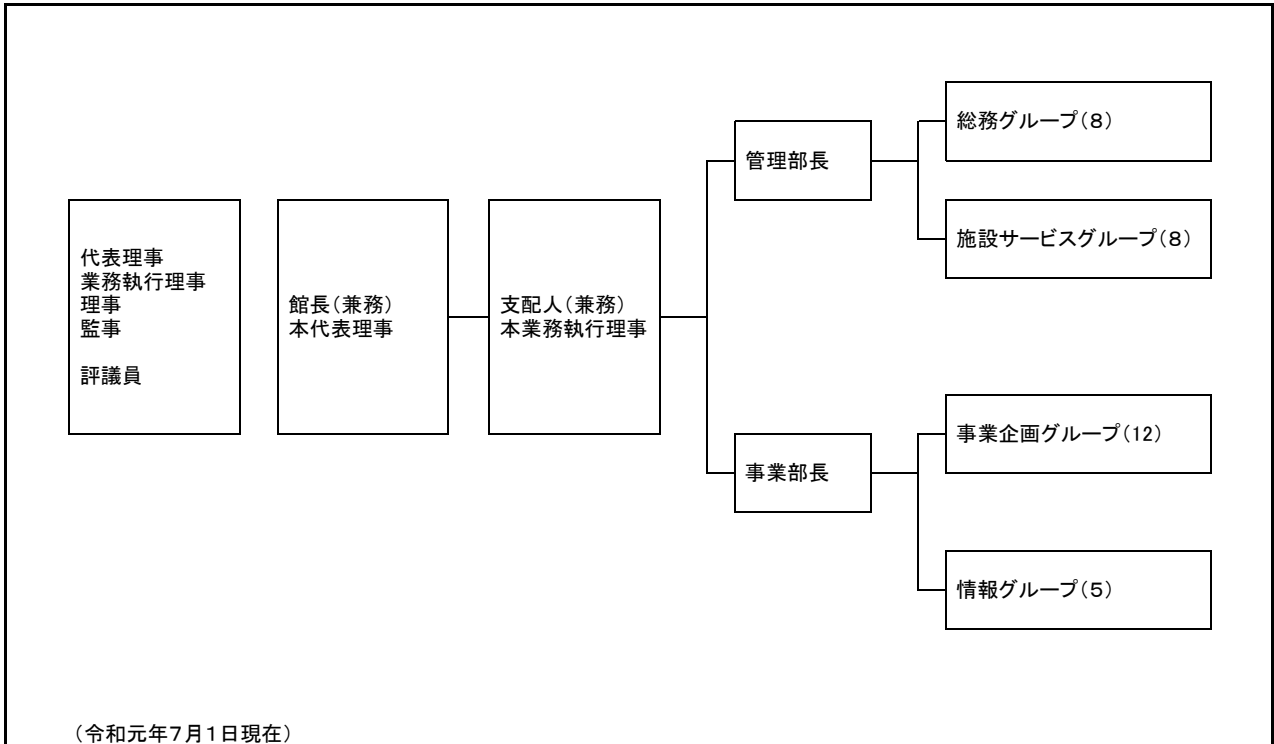 代表理事
業務執行理事
理事
監事
評議員
館長(兼務)
本代表理事
支配人(兼務)
本業務執行理事
管理部長
総務グループ(8)
施設サービスグループ(8)
事業部長
事業企画グループ(12)
情報グループ(5)
(令和元年7月1日現在)